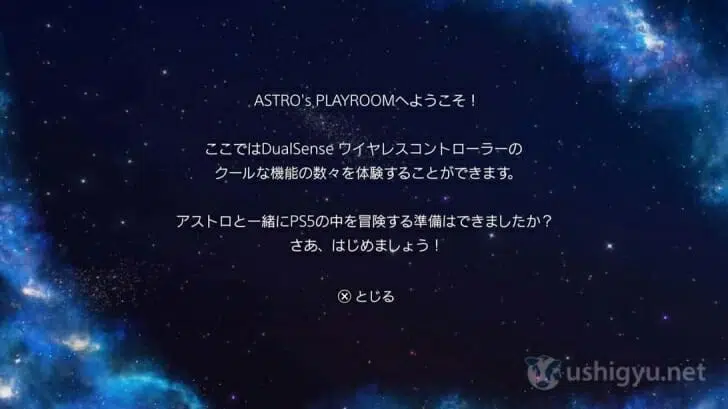 ASTRO's PLAYROOMへようこそ！
ここではDualSense ワイヤレスコントローラーの
クールな機能の数々を体験することができます。
アストロと一緒にPS5の中を冒険する準備はできましたか？
さあ、はじめましょう！
ⓧ とじる
ushigyu.net